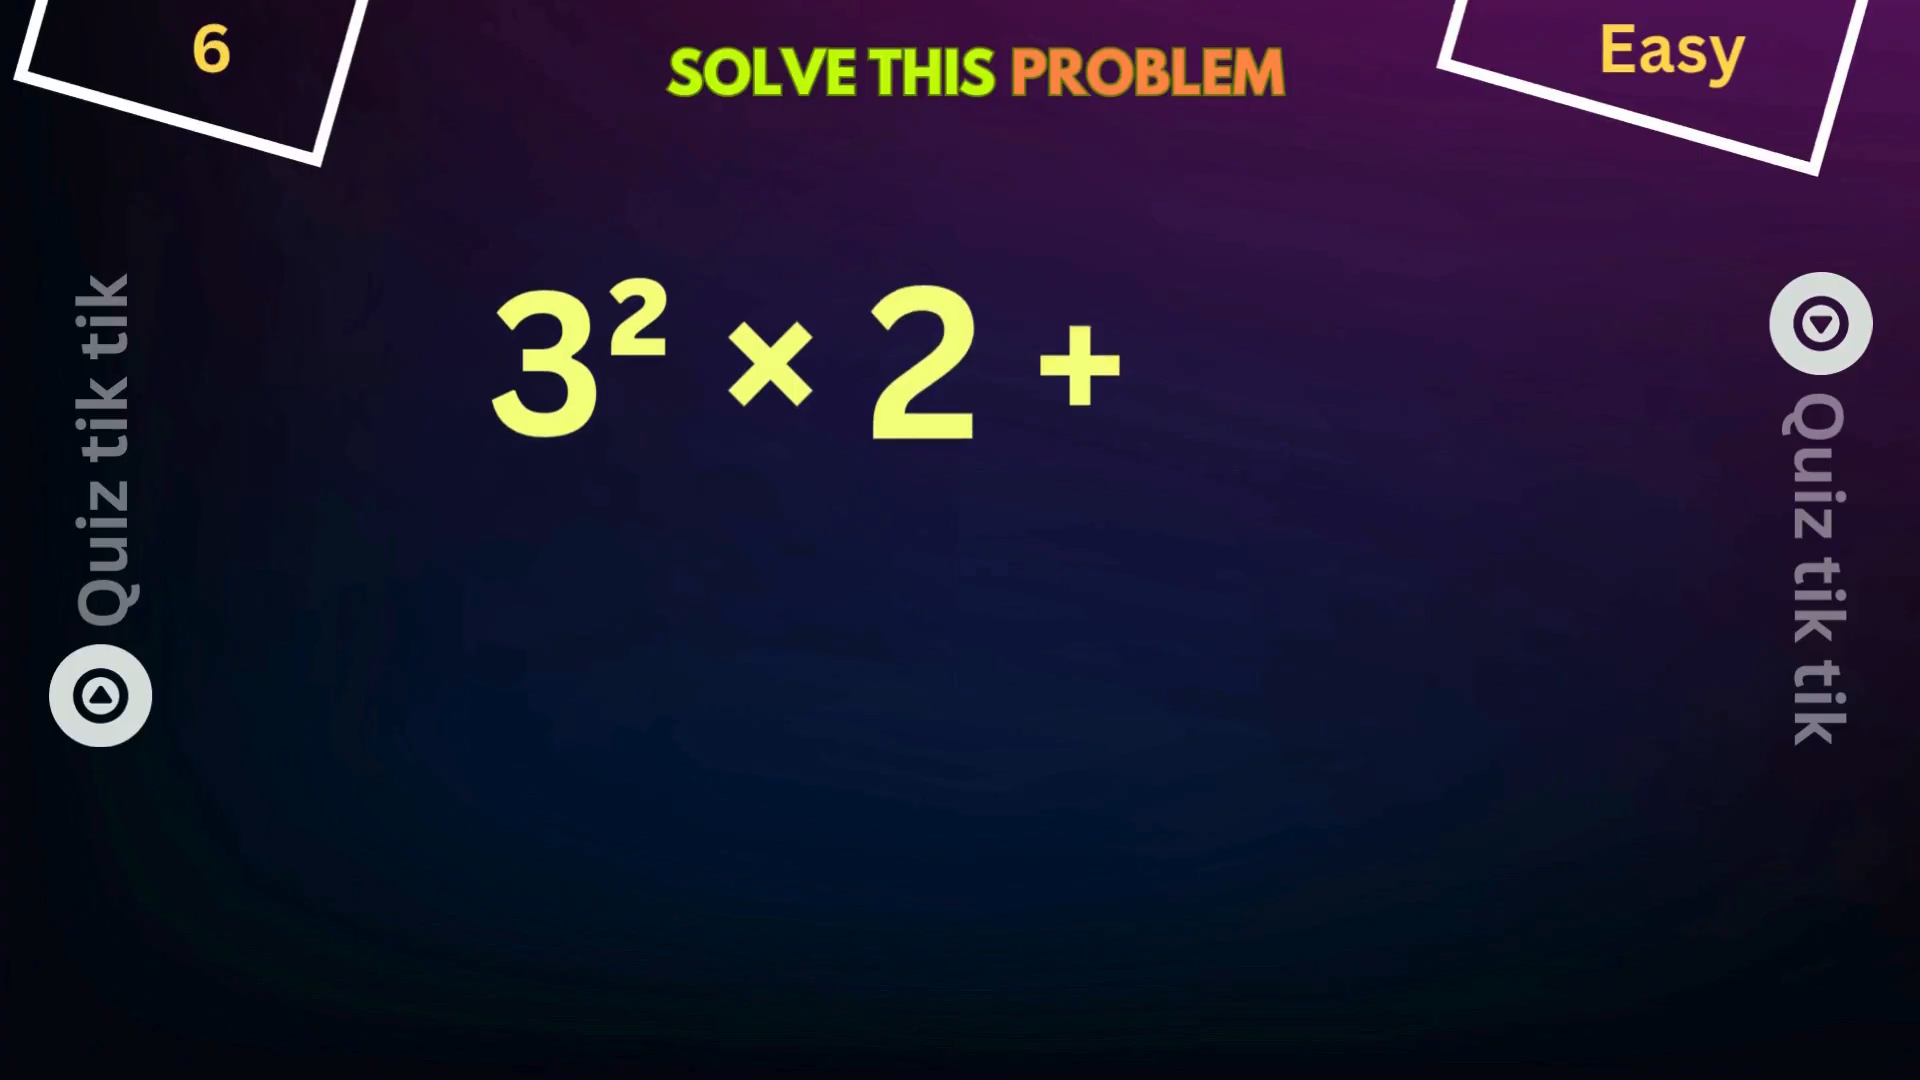 6
SOLVE THIS PROBLEM
Easy
3² × 2 +
Quiz tik tik
Quiz tik tik